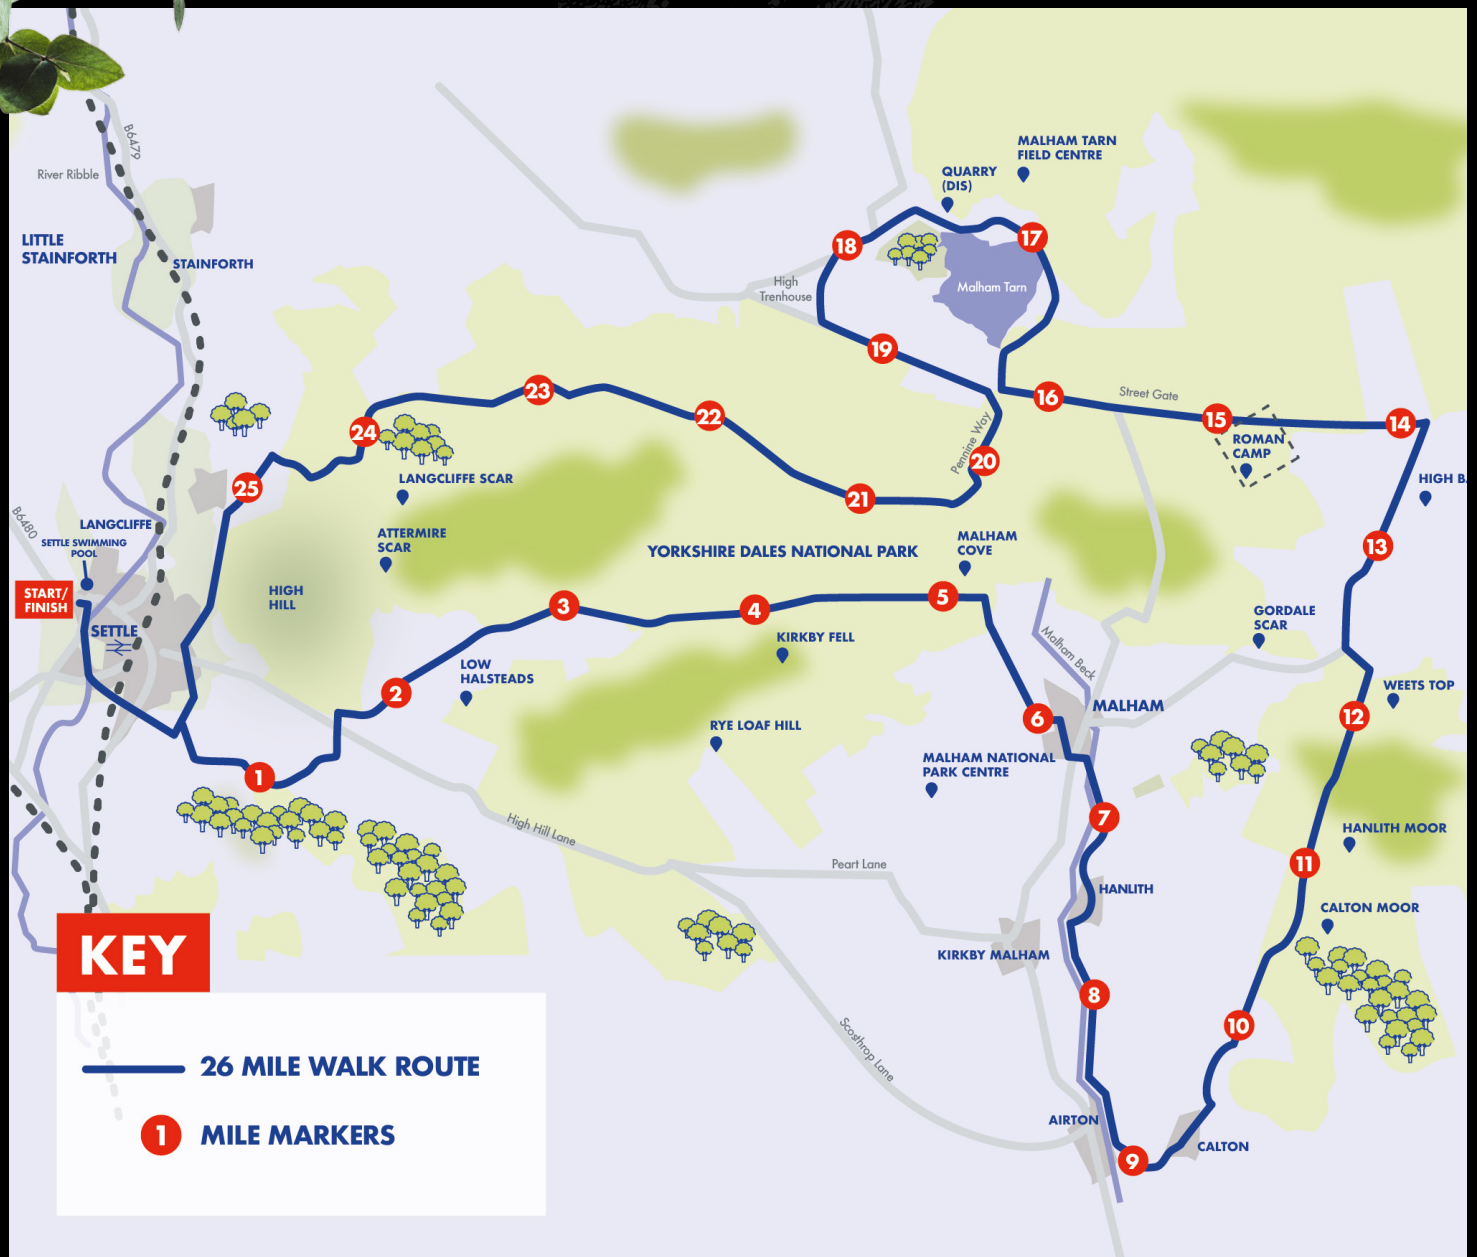 B6479
River Ribble
LITTLE
STAINFORTH
STAINFORTH
MALHAM TARN
FIELD CENTRE
QUARRY
(DIS)
17
18
Malham Tarn
High
Trenhouse
19
16
Street Gate
15
14
ROMAN
CAMP
HIGH B
23
22
24
Pennine Way
20
LANGCLIFFE SCAR
25
21
B6480
LANGCLIFFE
SETTLE SWIMMING
POOL
ATTERMIRE
SCAR
YORKSHIRE DALES NATIONAL PARK
MALHAM
COVE
13
START/
FINISH
HIGH
HILL
3
4
5
GORDALE
SCAR
SETTLE
KIRKBY FELL
Malham Beck
LOW
HALSTEADS
2
WEETS TOP
MALHAM
6
12
RYE LOAF HILL
MALHAM NATIONAL
PARK CENTRE
1
7
High Hill Lane
HANLITH MOOR
Peart Lane
11
HANLITH
CALTON MOOR
KIRKBY MALHAM
KEY
8
10
Scosthrop Lane
26 MILE WALK ROUTE
AIRTON
1 MILE MARKERS
CALTON
9